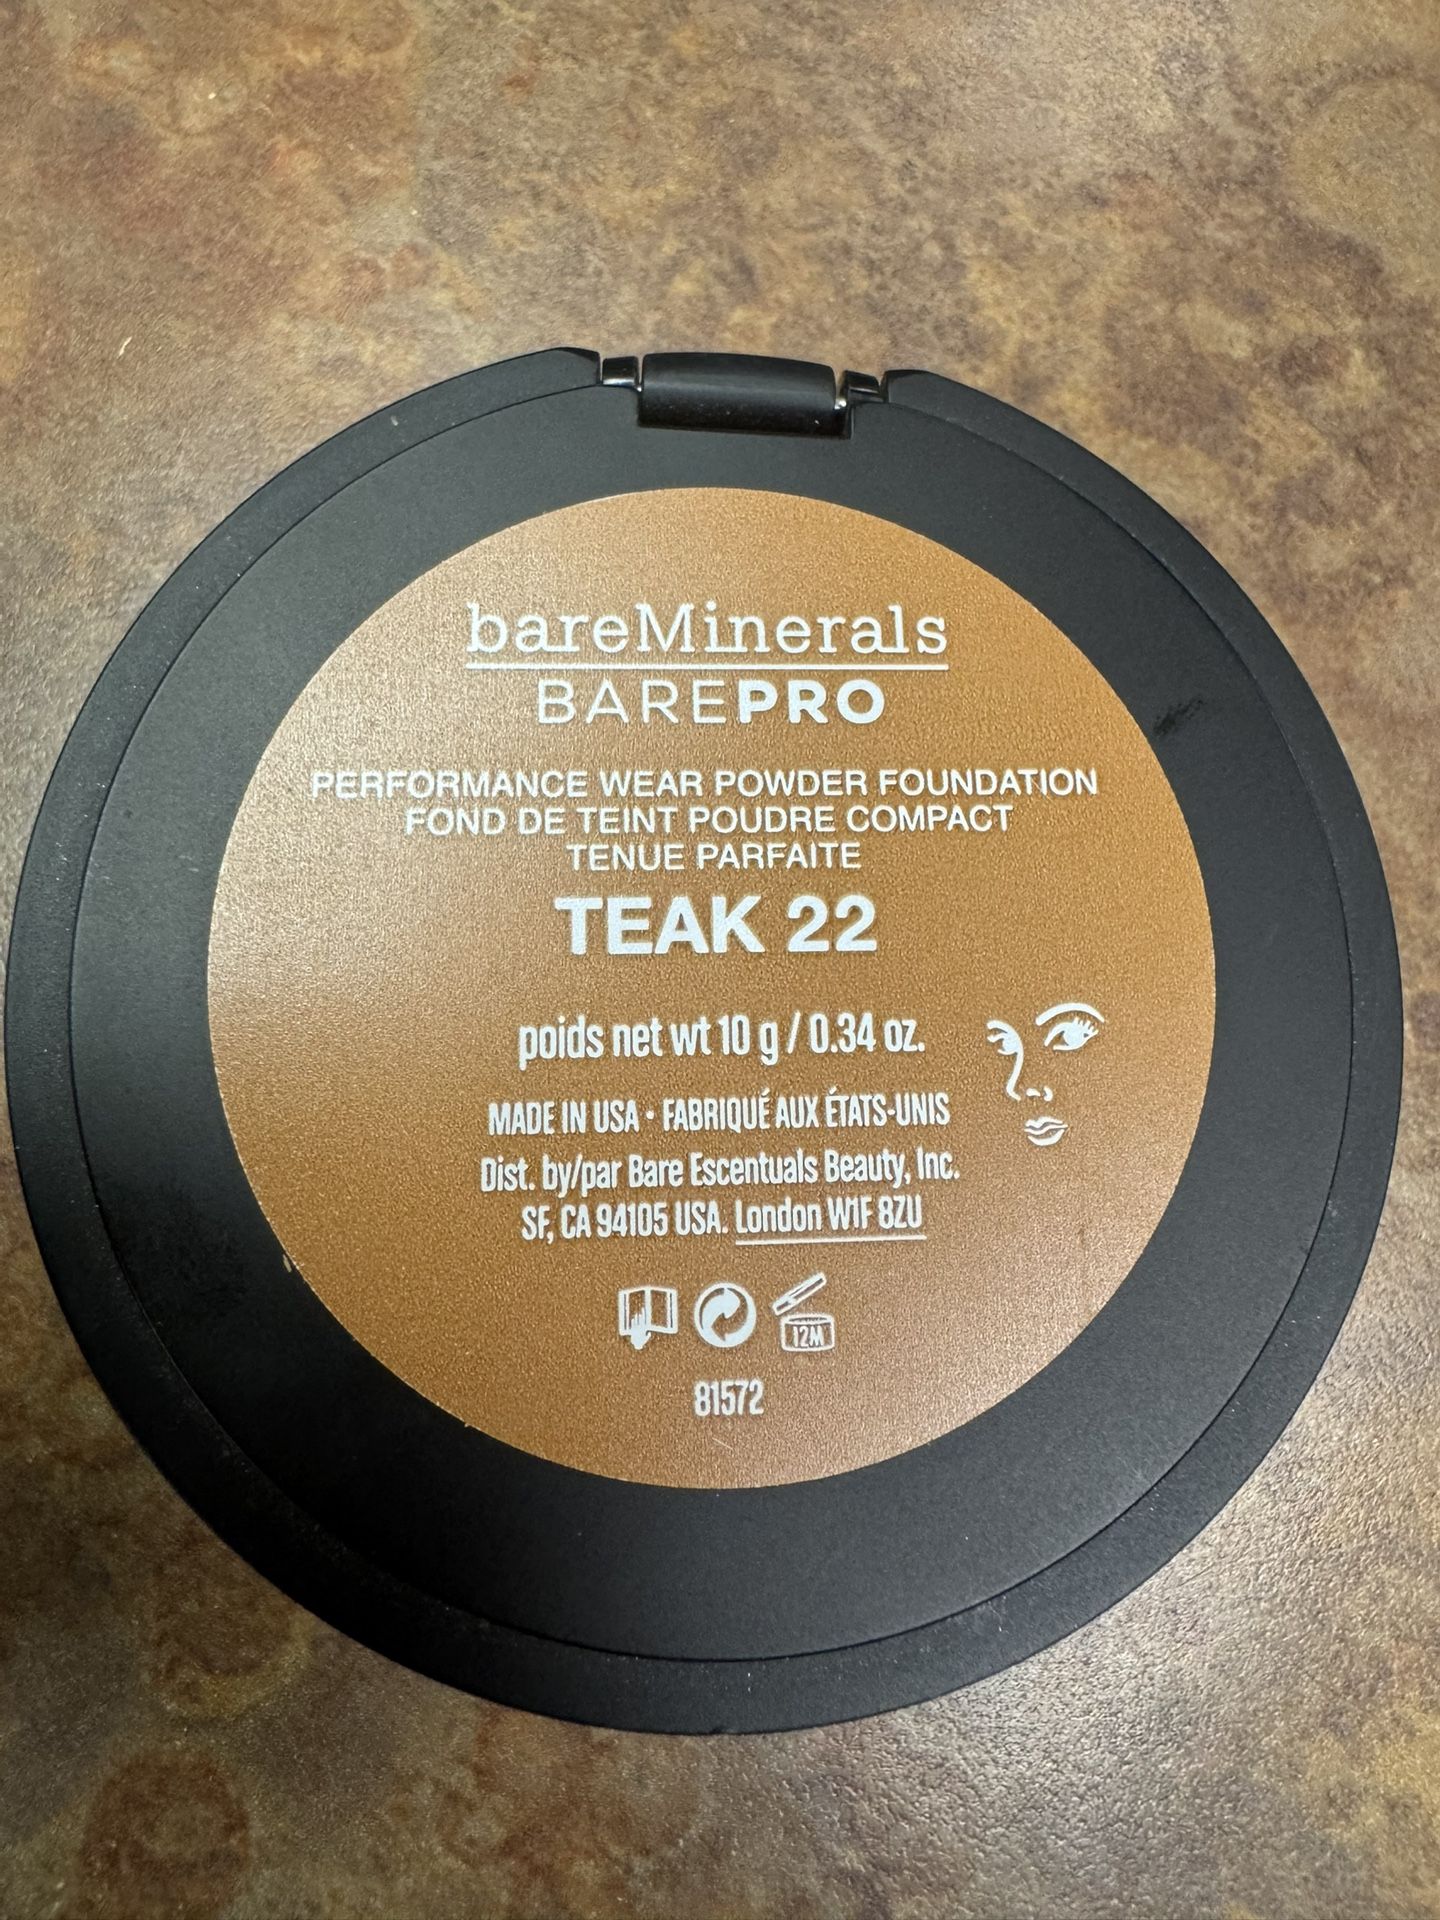 bareMinerals
BAREPRO
PERFORMANCE WEAR POWDER FOUNDATION
FOND DE TEINT POUDRE COMPACT
TENUE PARFAITE
TEAK 22
poids net wt 10 g / 0.34 oz.
MADE IN USA • FABRIQUÉ AUX ÉTATS-UNIS
Dist. by/par Bare Escentuals Beauty, Inc.
SF, CA 94105 USA. London W1F 8ZU
12M
81572